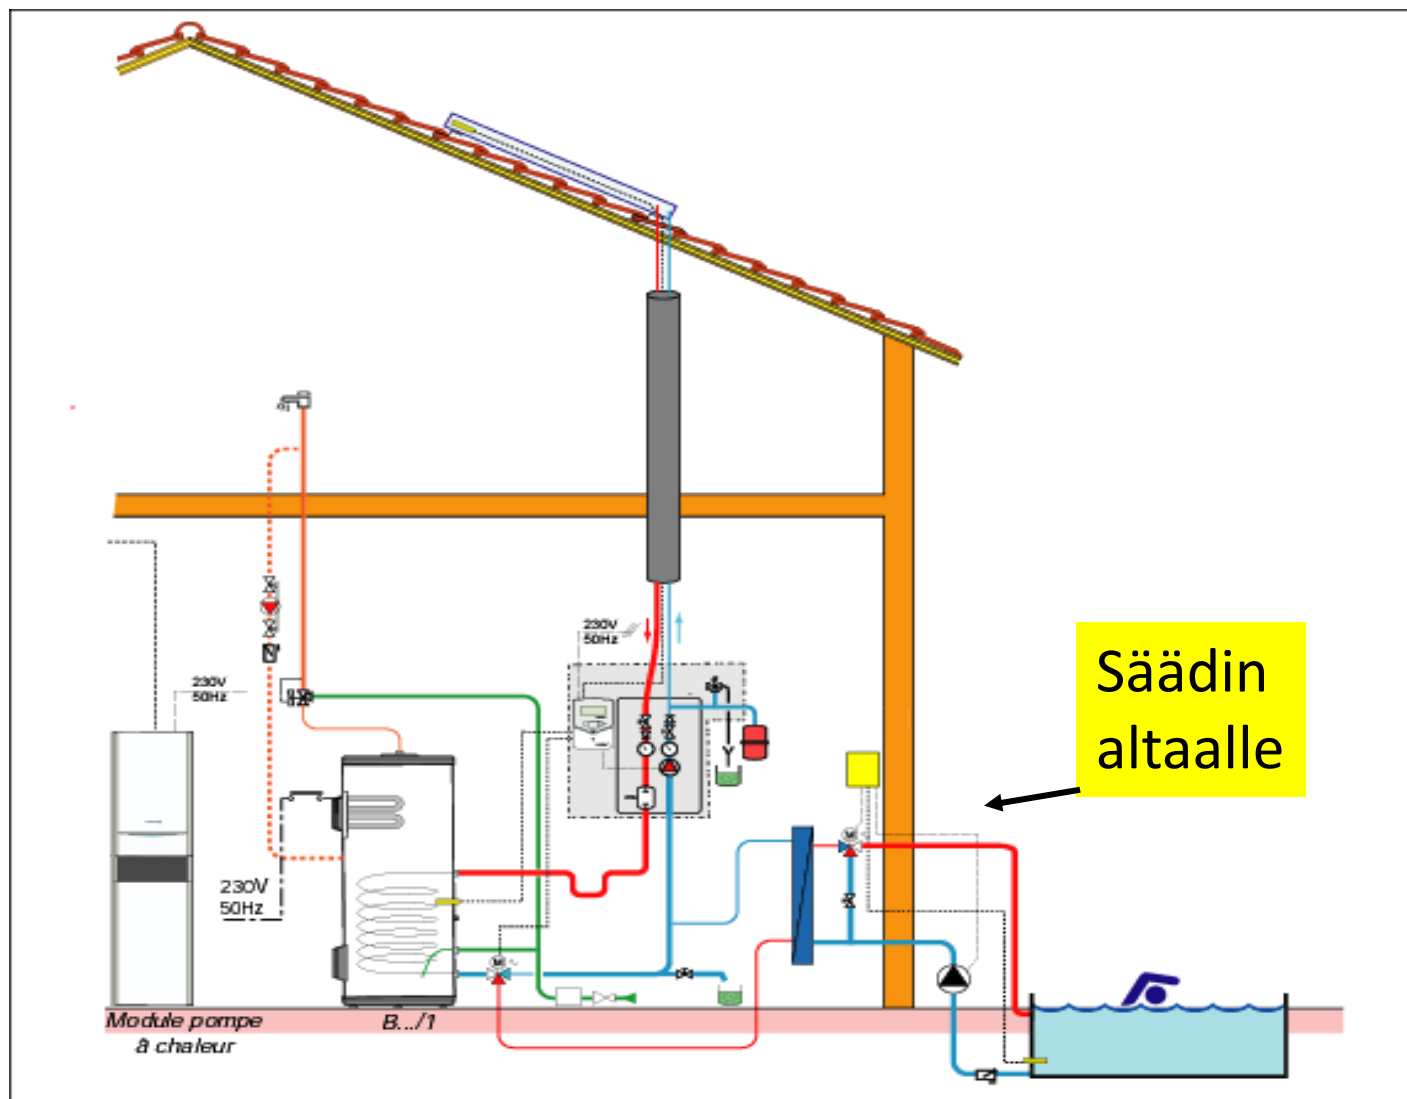 230V
50Hz
230V
50Hz
Säädin
altaalle
230V
50Hz
M
M
Module pompe
à chaleur
B.../1